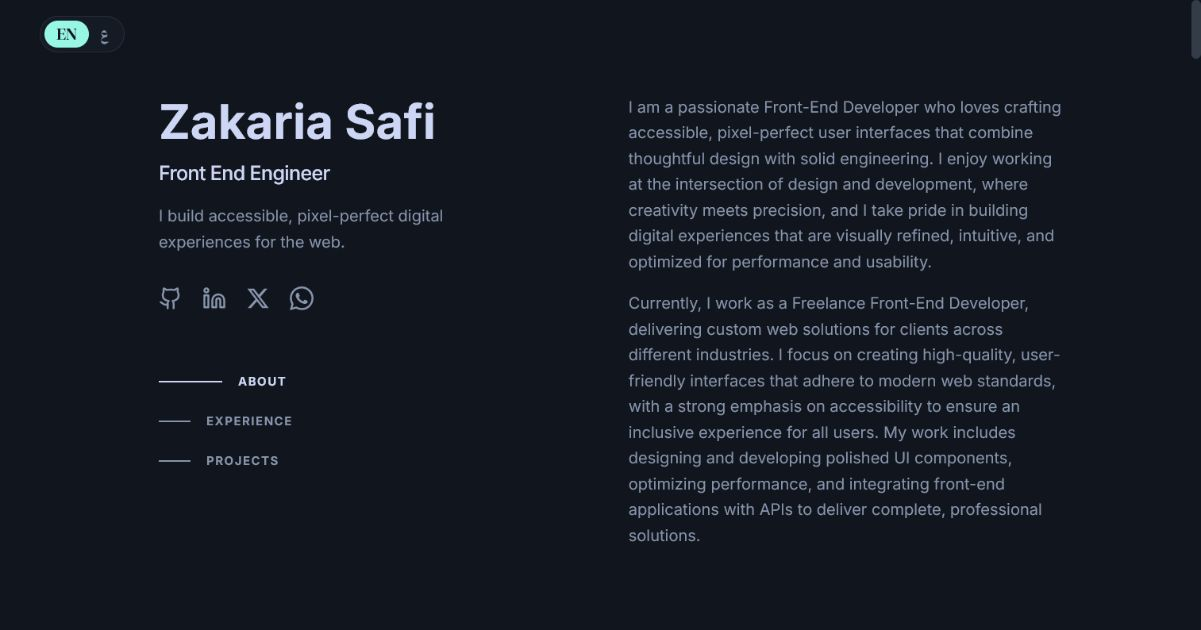 EN ع
Zakaria Safi
Front End Engineer
I build accessible, pixel-perfect digital
experiences for the web.
ABOUT
EXPERIENCE
PROJECTS
I am a passionate Front-End Developer who loves crafting
accessible, pixel-perfect user interfaces that combine
thoughtful design with solid engineering. I enjoy working
at the intersection of design and development, where
creativity meets precision, and I take pride in building
digital experiences that are visually refined, intuitive, and
optimized for performance and usability.
Currently, I work as a Freelance Front-End Developer,
delivering custom web solutions for clients across
different industries. I focus on creating high-quality, user-
friendly interfaces that adhere to modern web standards,
with a strong emphasis on accessibility to ensure an
inclusive experience for all users. My work includes
designing and developing polished UI components,
optimizing performance, and integrating front-end
applications with APIs to deliver complete, professional
solutions.